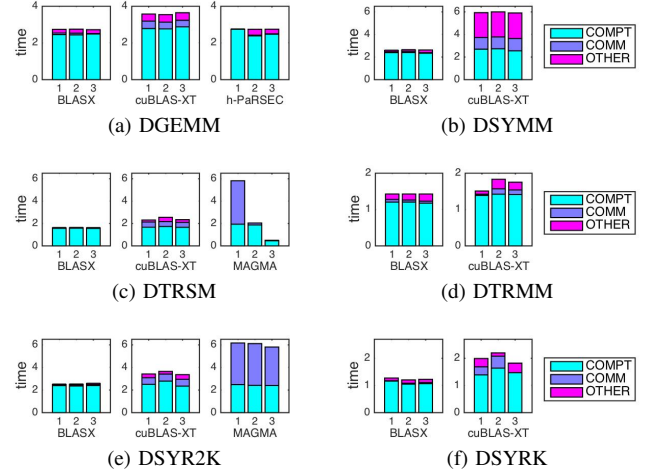 time
4
2
0
1 2 3
BLASX
4
2
0
1 2 3
cuBLAS-XT
4
2
0
1 2 3
h-PaRSEC
(a) DGEMM
time
6
4
2
0
1 2 3
BLASX
6
4
2
0
1 2 3
cuBLAS-XT
COMPT
COMM
OTHER
(b) DSYMM
time
6
4
2
0
1 2 3
BLASX
6
4
2
0
1 2 3
cuBLAS-XT
6
4
2
0
1 2 3
MAGMA
(c) DTRSM
time
2
1
0
1 2 3
BLASX
2
1
0
1 2 3
cuBLAS-XT
COMPT
COMM
OTHER
(d) DTRMM
time
6
4
2
0
1 2 3
BLASX
6
4
2
0
1 2 3
cuBLAS-XT
6
4
2
0
1 2 3
MAGMA
(e) DSYR2K
time
2
1
0
1 2 3
BLASX
2
1
0
1 2 3
cuBLAS-XT
COMPT
COMM
OTHER
(f) DSYRK